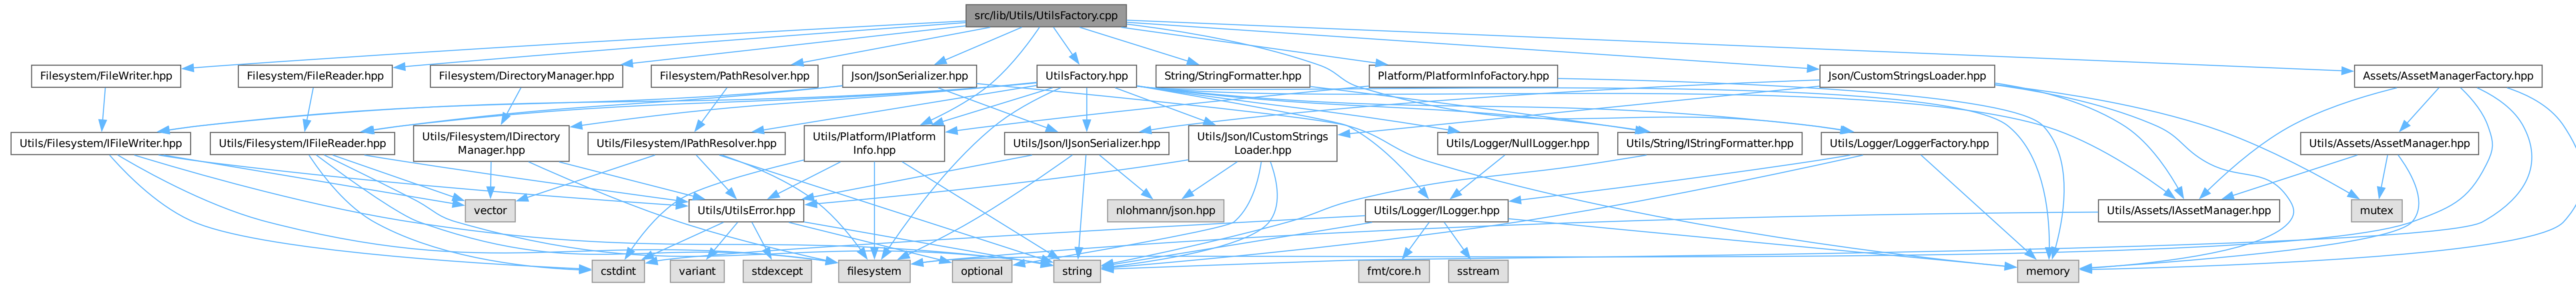 src/lib/Utils/UtilsFactory.cpp
Filesystem/FileWriter.hpp
Filesystem/FileReader.hpp
Filesystem/DirectoryManager.hpp
Filesystem/PathResolver.hpp
Json/JsonSerializer.hpp
UtilsFactory.hpp
String/StringFormatter.hpp
Platform/PlatformInfoFactory.hpp
Json/CustomStringsLoader.hpp
Assets/AssetManagerFactory.hpp
Utils/Filesystem/IFileWriter.hpp
Utils/Filesystem/IFileReader.hpp
Utils/Filesystem/IDirectory
Manager.hpp
Utils/Filesystem/IPathResolver.hpp
Utils/Platform/IPlatform
Info.hpp
Utils/Json/IJsonSerializer.hpp
Utils/Json/ICustomStrings
Loader.hpp
Utils/Logger/NullLogger.hpp
Utils/String/IStringFormatter.hpp
Utils/Logger/LoggerFactory.hpp
Utils/Assets/AssetManager.hpp
vector
Utils/UtilsError.hpp
nlohmann/json.hpp
Utils/Logger/ILogger.hpp
Utils/Assets/IAssetManager.hpp
mutex
cstdint
variant
stdexcept
filesystem
optional
string
fmt/core.h
sstream
memory